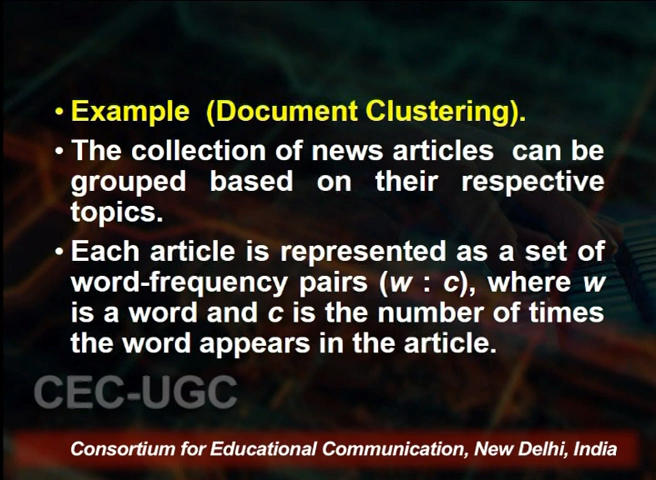 • Example (Document Clustering).
• The collection of news articles can be
grouped based on their respective
topics.
• Each article is represented as a set of
word-frequency pairs (w : c), where w
is a word and c is the number of times
the word appears in the article.
CEC-UGC
Consortium for Educational Communication, New Delhi, India